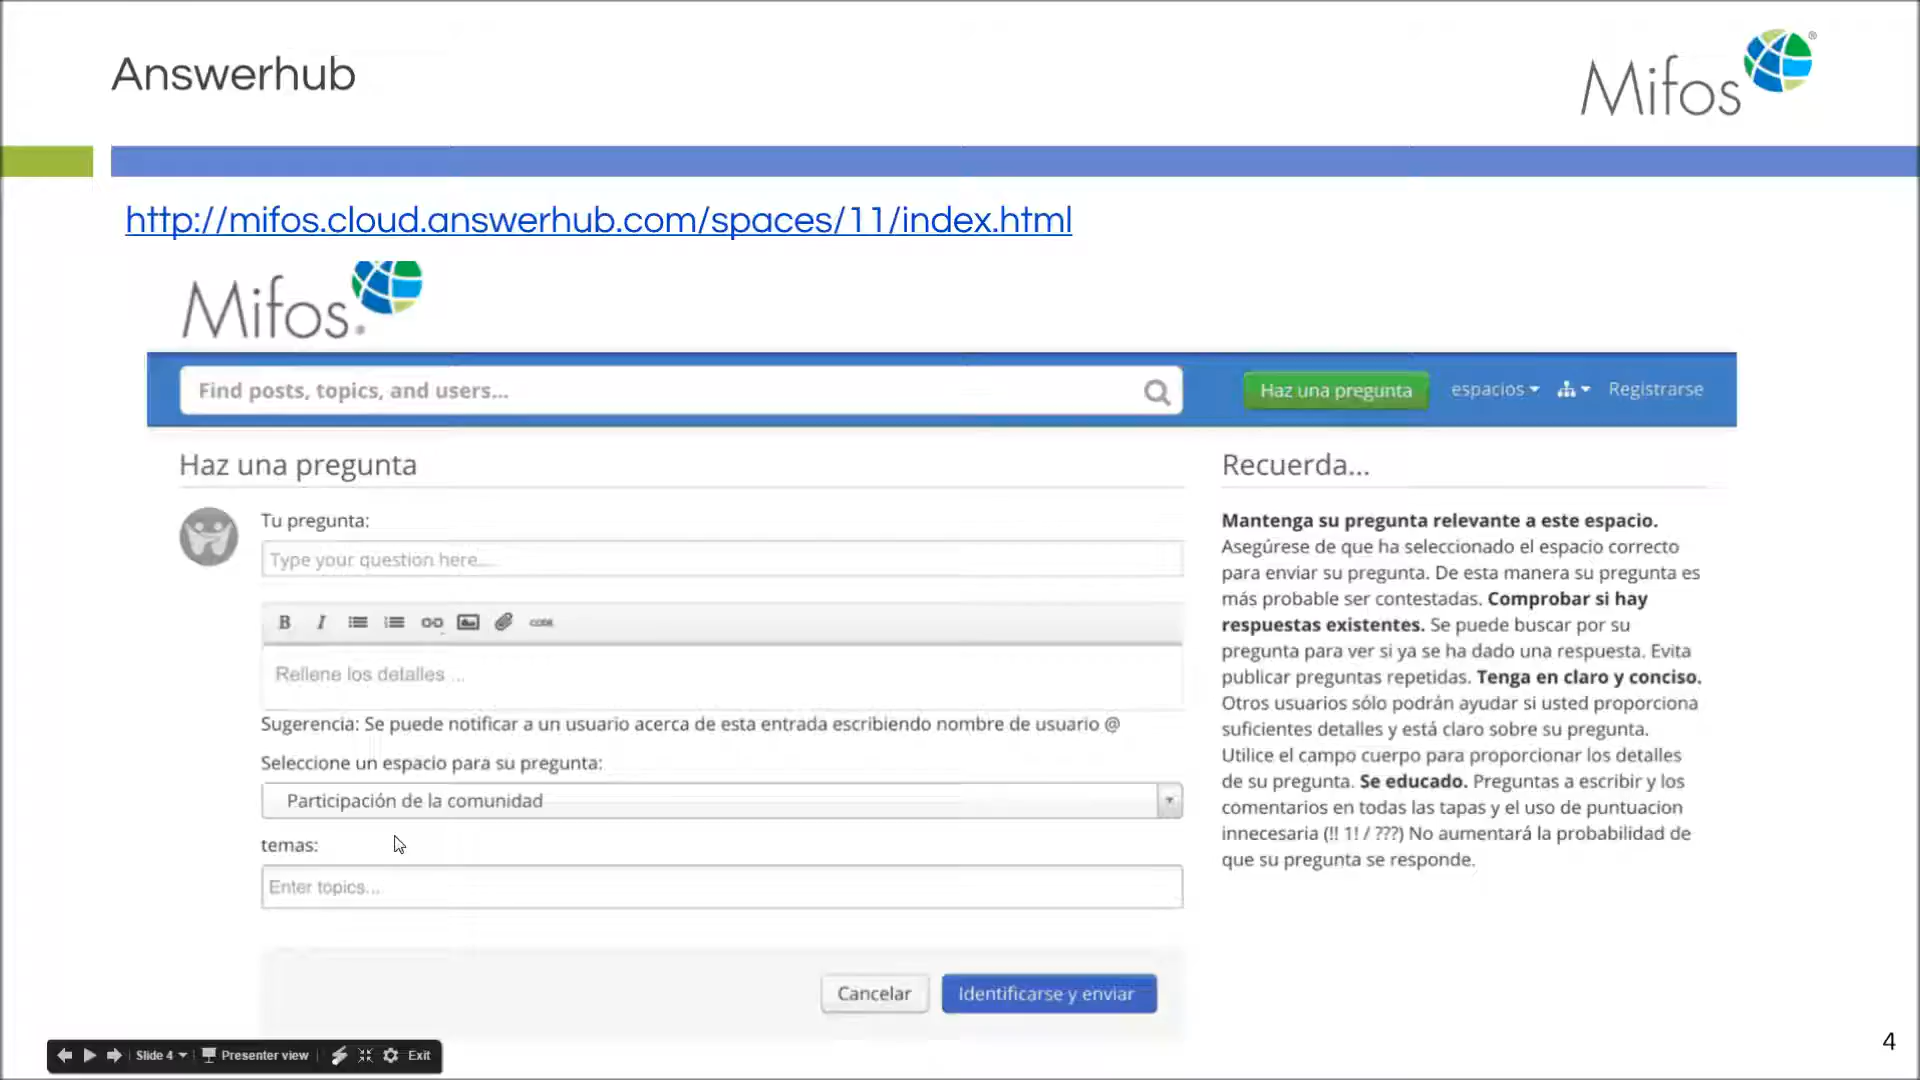 Answerhub
Mifos®
http://mifos.cloud.answerhub.com/spaces/11/index.html
Mifos®
Find posts, topics, and users...
Haz una pregunta
espacios
Registrarse
Haz una pregunta
Tu pregunta:
Type your question here...
B I
CODE
Rellene los detalles ...
Sugerencia: Se puede notificar a un usuario acerca de esta entrada escribiendo nombre de usuario @
Seleccione un espacio para su pregunta:
Participación de la comunidad
temas:
Enter topics...
Cancelar
Identificarse y enviar
Recuerda...
Mantenga su pregunta relevante a este espacio.
Asegúrese de que ha seleccionado el espacio correcto
para enviar su pregunta. De esta manera su pregunta es
más probable ser contestadas. Comprobar si hay
respuestas existentes. Se puede buscar por su
pregunta para ver si ya se ha dado una respuesta. Evita
publicar preguntas repetidas. Tenga en claro y conciso.
Otros usuarios sólo podrán ayudar si usted proporciona
suficientes detalles y está claro sobre su pregunta.
Utilice el campo cuerpo para proporcionar los detalles
de su pregunta. Se educado. Preguntas a escribir y los
comentarios en todas las tapas y el uso de puntuacion
innecesaria (!! 1! / ???) No aumentará la probabilidad de
que su pregunta se responde.
Slide 4
Presenter view
Exit
4